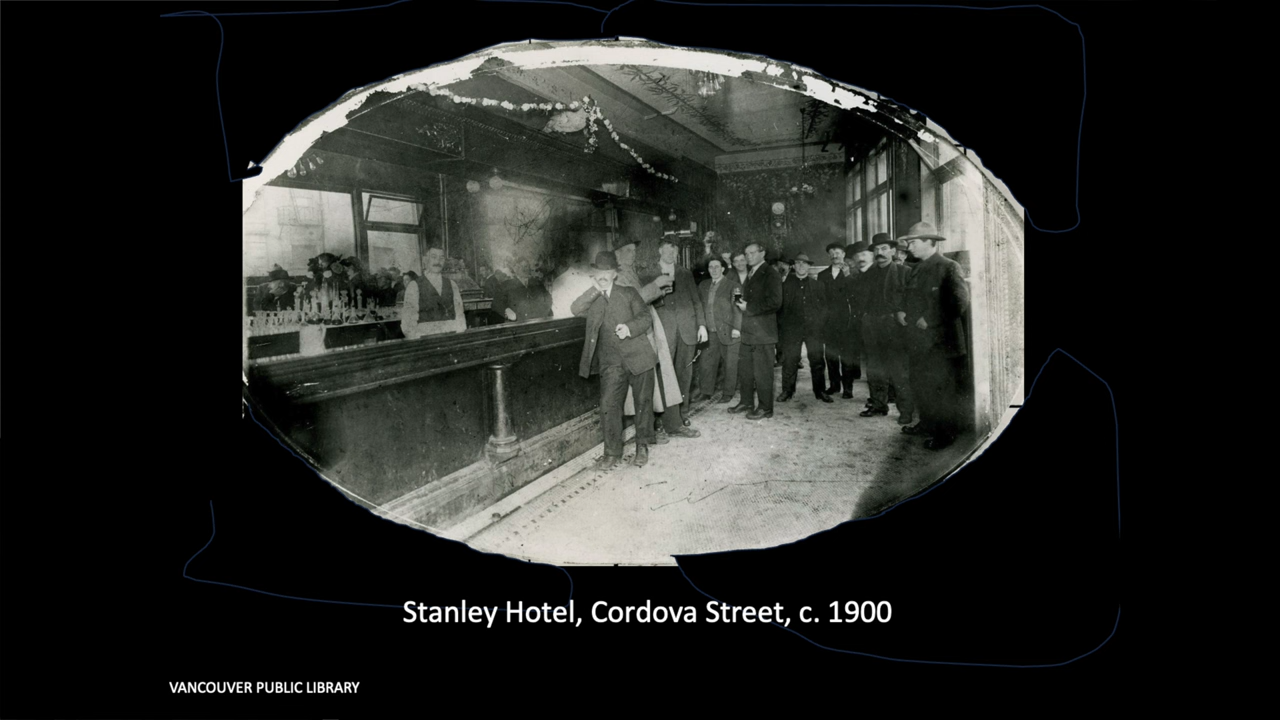 Stanley Hotel, Cordova Street, c. 1900
VANCOUVER PUBLIC LIBRARY